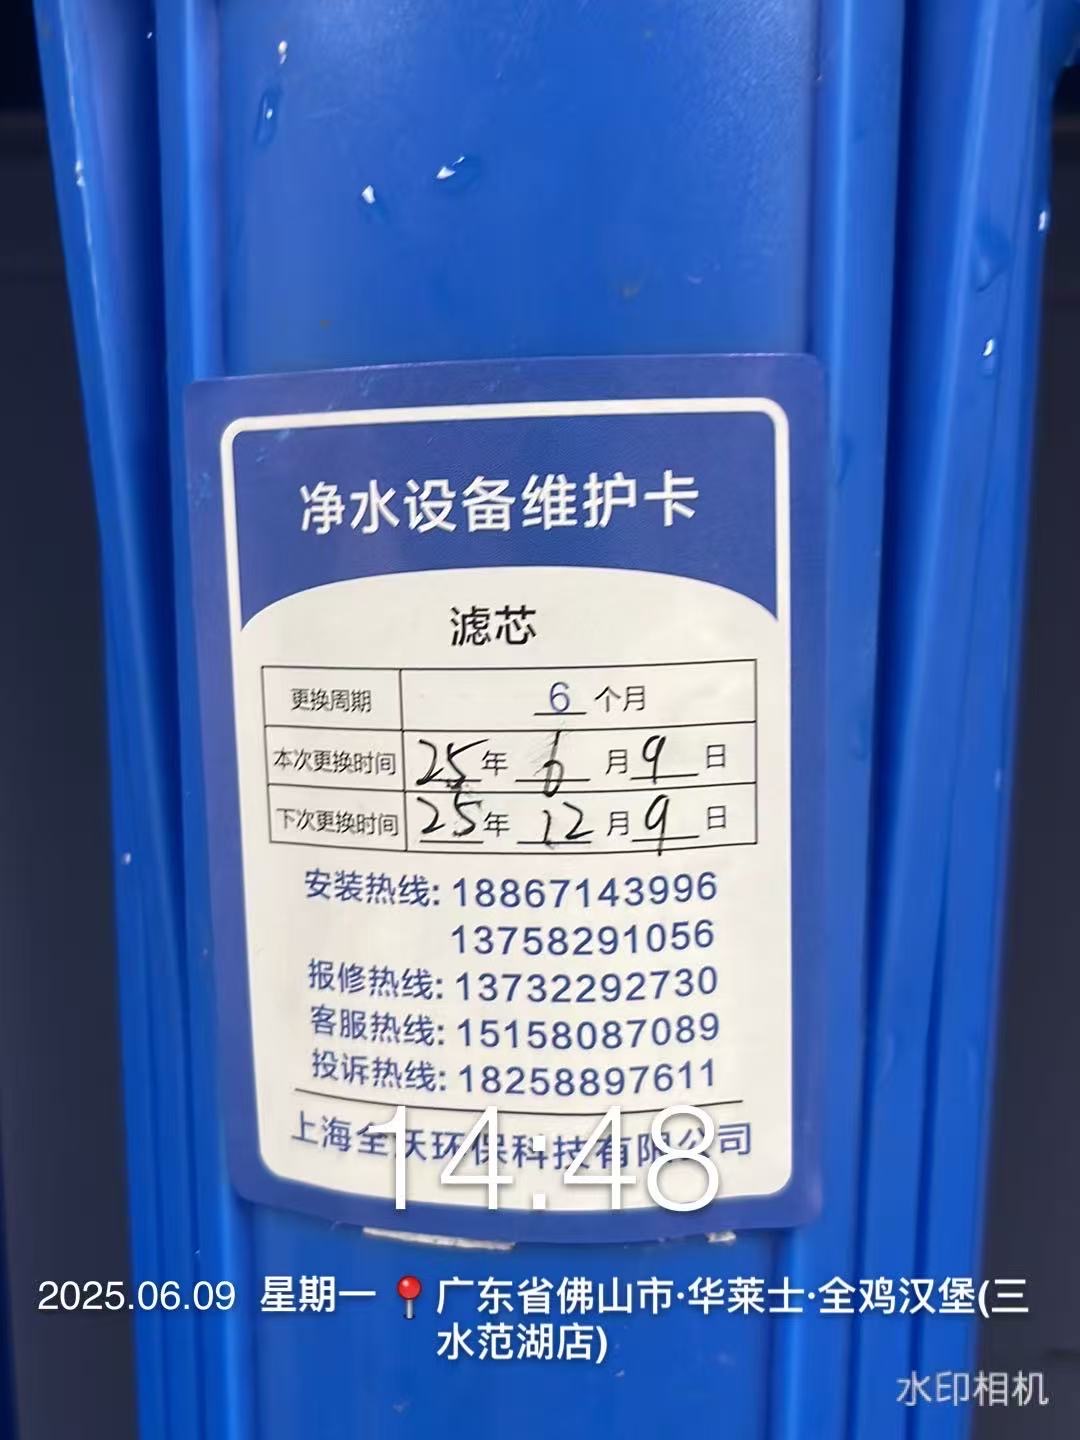 净水设备维护卡
滤芯
更换周期 6 个月
本次更换时间 25年 6 月 9 日
下次更换时间 25年 12 月 9 日
安装热线: 18867143996
13758291056
报修热线: 13732292730
客服热线: 15158087089
投诉热线: 18258897611
上海全沃环保科技有限公司
14:48
2025.06.09 星期一 广东省佛山市·华莱士·全鸡汉堡(三
水范湖店)
水印相机